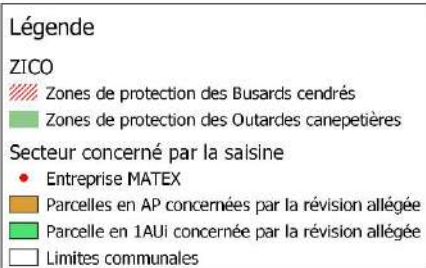 Légende
ZICO
Zones de protection des Busards cendrés
Zones de protection des Outardes canepetières
Secteur concerné par la saisine
Entreprise MATEX
Parcelles en AP concernées par la révision allégée
Parcelle en 1AUi concernée par la révision allégée
Limites communales